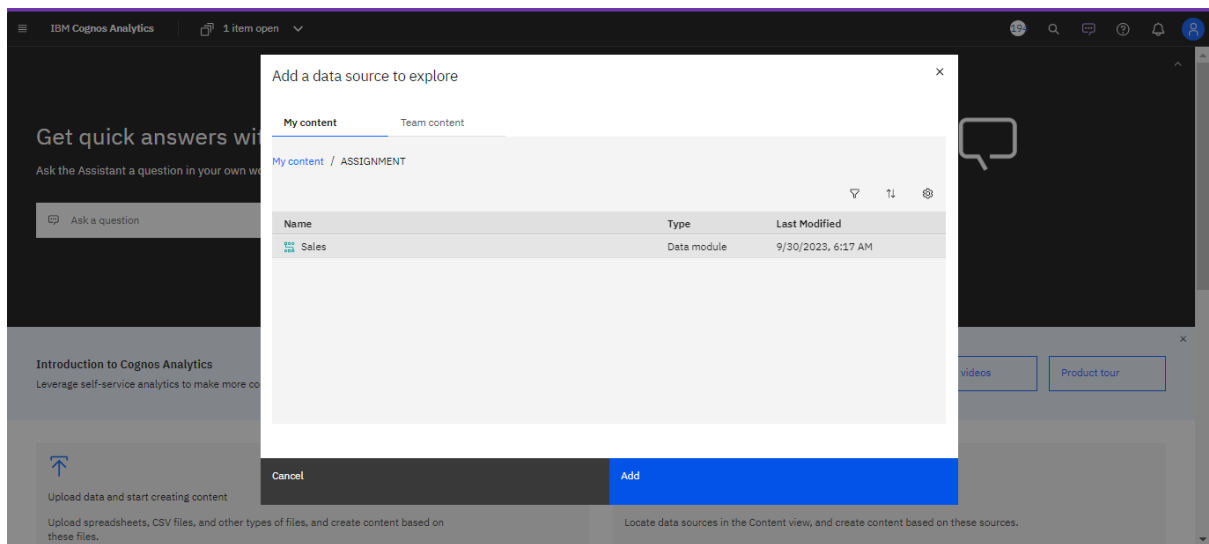 IBM Cognos Analytics
1 item open
194
Add a data source to explore
My content
Team content
Get quick answers wi
My content / ASSIGNMENT
Ask the Assistant a question in your own wo
Ask a question
Name Type Last Modified
Sales Data module 9/30/2023, 6:17 AM
Introduction to Cognos Analytics
Leverage self-service analytics to make more co
videos
Product tour
Cancel
Add
Upload data and start creating content
Upload spreadsheets, CSV files, and other types of files, and create content based on
these files.
Locate data sources in the Content view, and create content based on these sources.